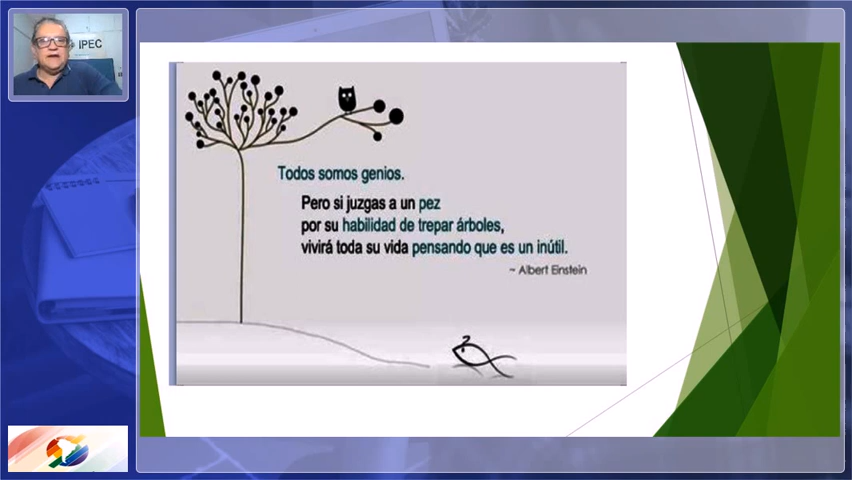 IPEC
Todos somos genios.
Pero si juzgas a un pez
por su habilidad de trepar árboles,
vivirá toda su vida pensando que es un inútil.
~ Albert Einstein